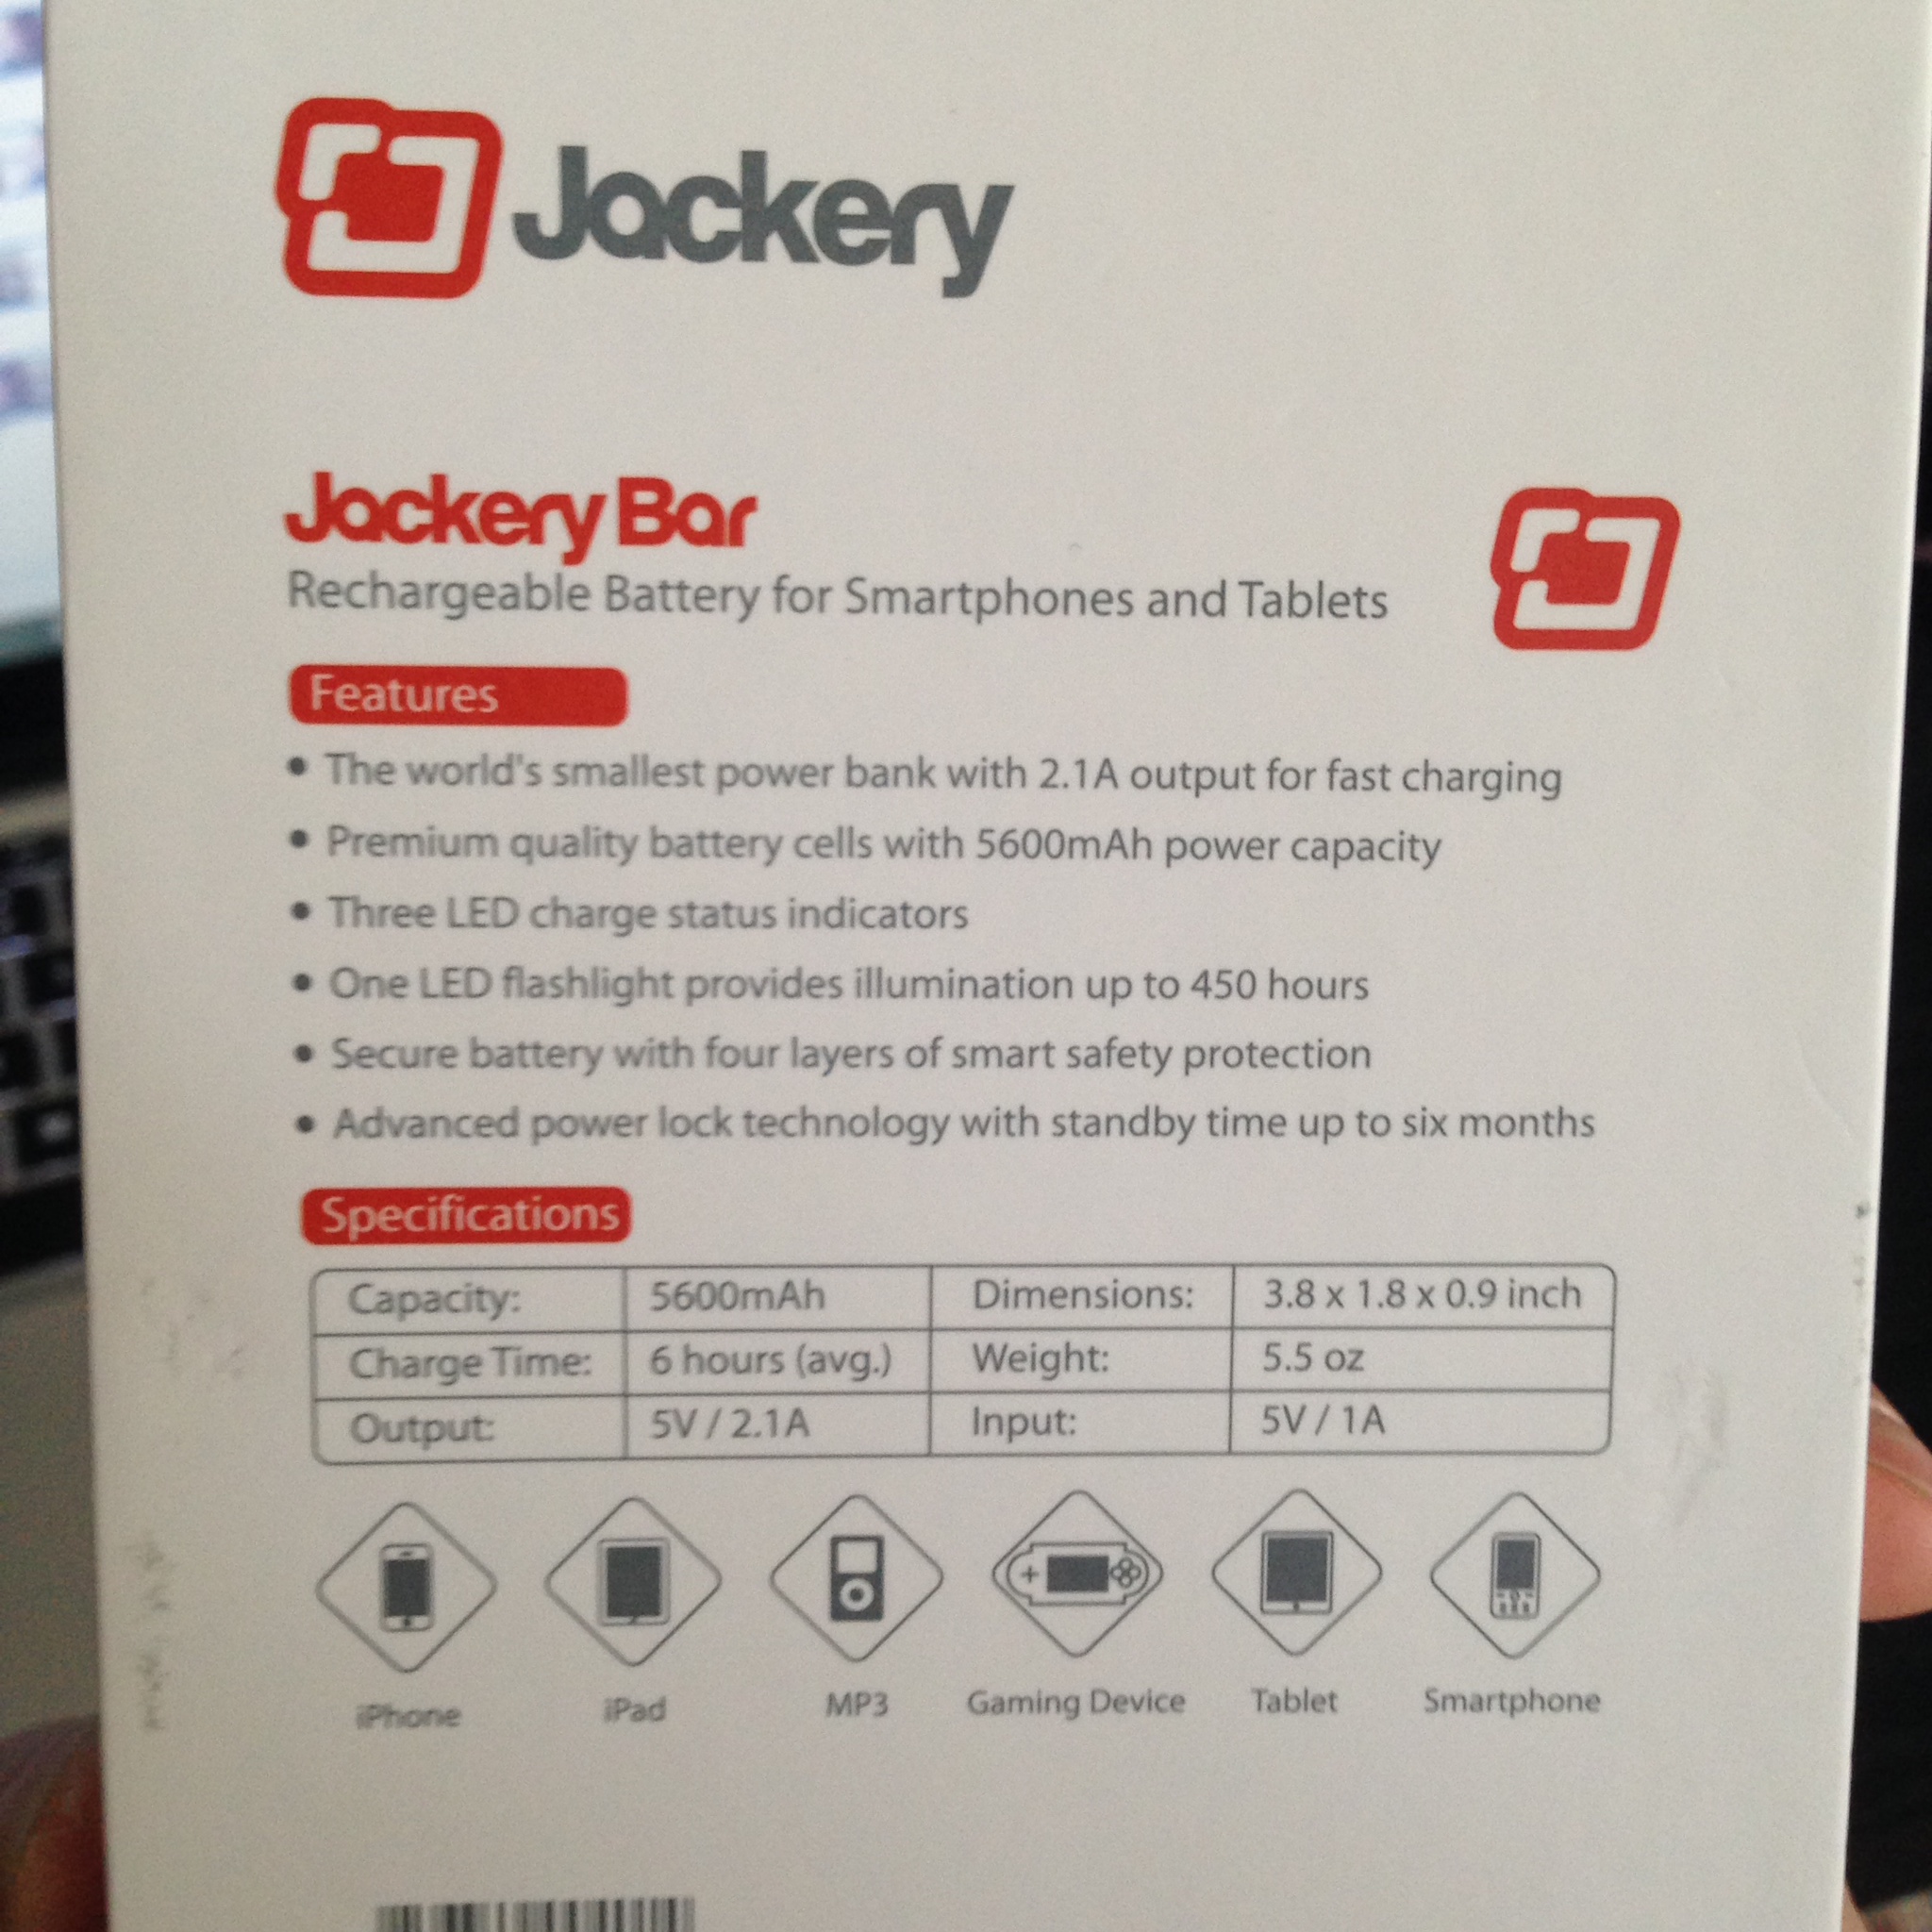 Jackery
Jackery Bar
Rechargeable Battery for Smartphones and Tablets
Features
• The world's smallest power bank with 2.1A output for fast charging
• Premium quality battery cells with 5600mAh power capacity
• Three LED charge status indicators
• One LED flashlight provides illumination up to 450 hours
• Secure battery with four layers of smart safety protection
• Advanced power lock technology with standby time up to six months
Specifications
Capacity: 5600mAh Dimensions: 3.8 x 1.8 x 0.9 inch
Charge Time: 6 hours (avg.) Weight: 5.5 oz
Output: 5V / 2.1A Input: 5V / 1A
iPhone iPad MP3 Gaming Device Tablet Smartphone